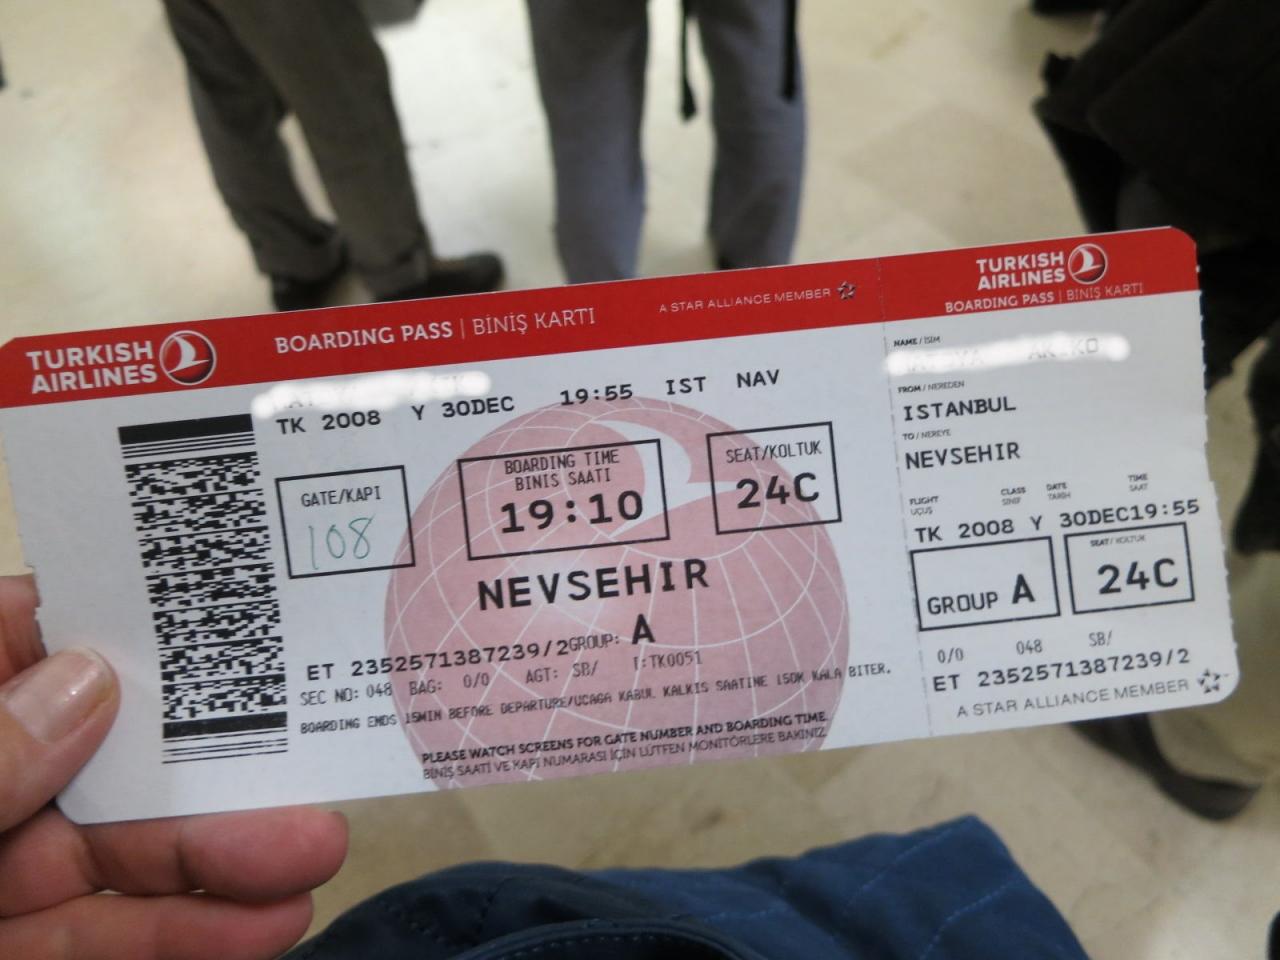 TURKISH
AIRLINES
BOARDING PASS | BİNİŞ KARTI
A STAR ALLIANCE MEMBER
TK 2008 Y 30DEC 19:55 IST NAV
GATE/KAPI
108
BOARDING TIME
BINIS SAATI
19:10
SEAT/KOLTUK
24C
NEVSEHIR
ET 2352571387239/2 GROUP: A
SEC NO: 048 BAG: 0/0 AGT: SB/ I:TK0051
BOARDING ENDS 15MIN BEFORE DEPARTURE/UCAGA KABUL KALKIS SAATINE 15DK KALA BITER.
PLEASE WATCH SCREENS FOR GATE NUMBER AND BOARDING TIME.
BİNİŞ SAATİ VE KAPI NUMARASI İÇİN LÜTFEN MONİTÖRLERE BAKINIZ.
TURKISH
AIRLINES
BOARDING PASS | BİNİŞ KARTI
NAME / İSİM
FROM / NEREDEN
ISTANBUL
TO / NEREYE
NEVSEHIR
FLIGHT CLASS DATE TIME
UÇUŞ SINIF TARİH SAAT
TK 2008 Y 30DEC19:55
GROUP A
SEAT / KOLTUK
24C
0/0 048 SB/
ET 2352571387239/2
A STAR ALLIANCE MEMBER